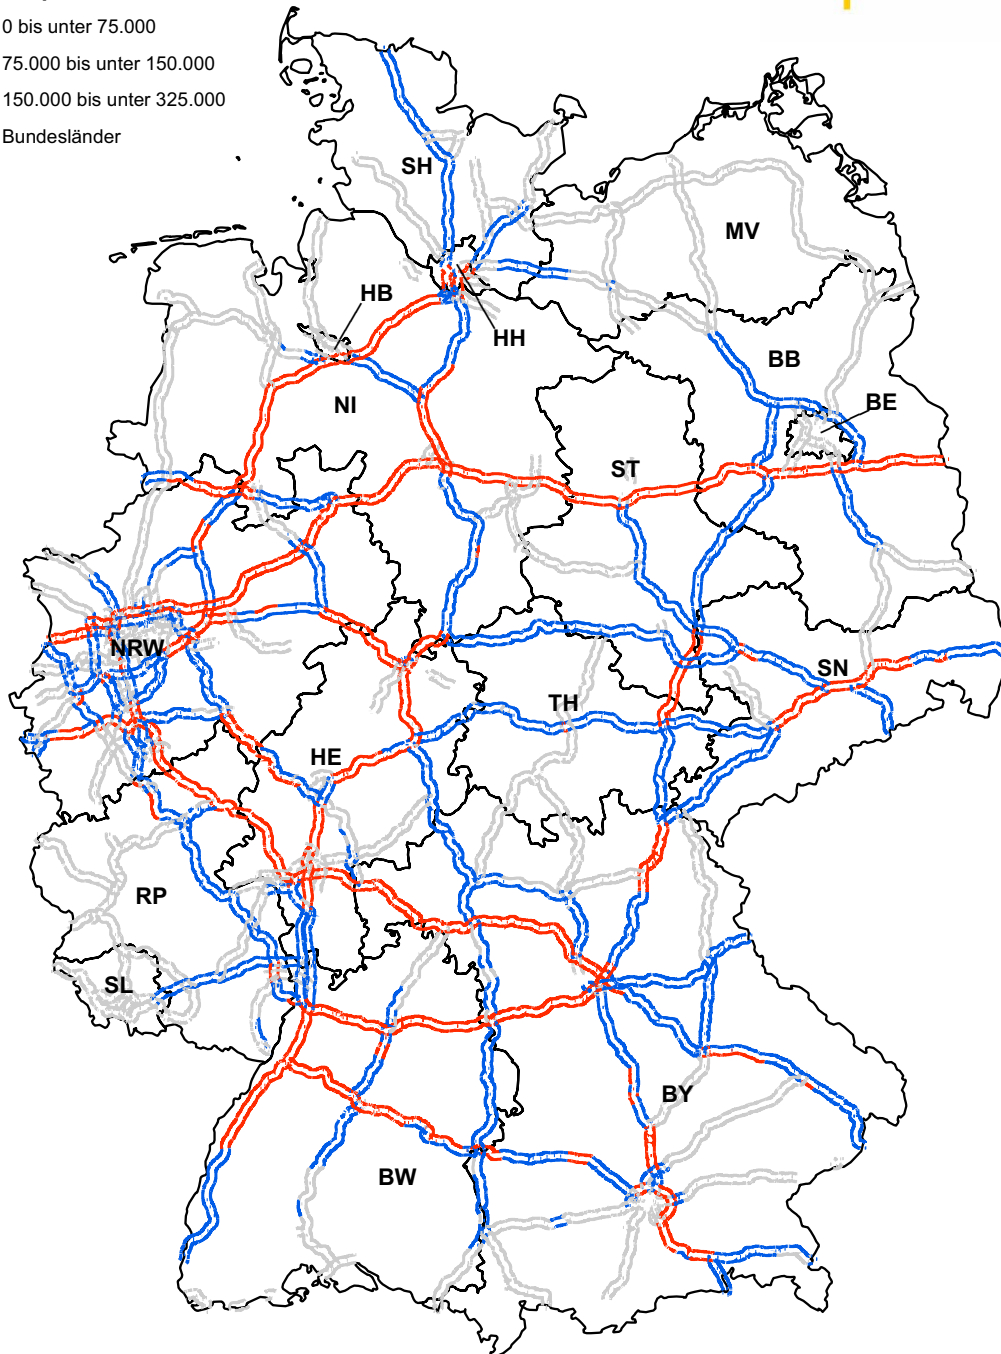 0 bis unter 75.000
75.000 bis unter 150.000
150.000 bis unter 325.000
Bundesländer
SH
MV
HB
HH
BB
BE
NI
ST
NRW
SN
TH
HE
RP
SL
BY
BW